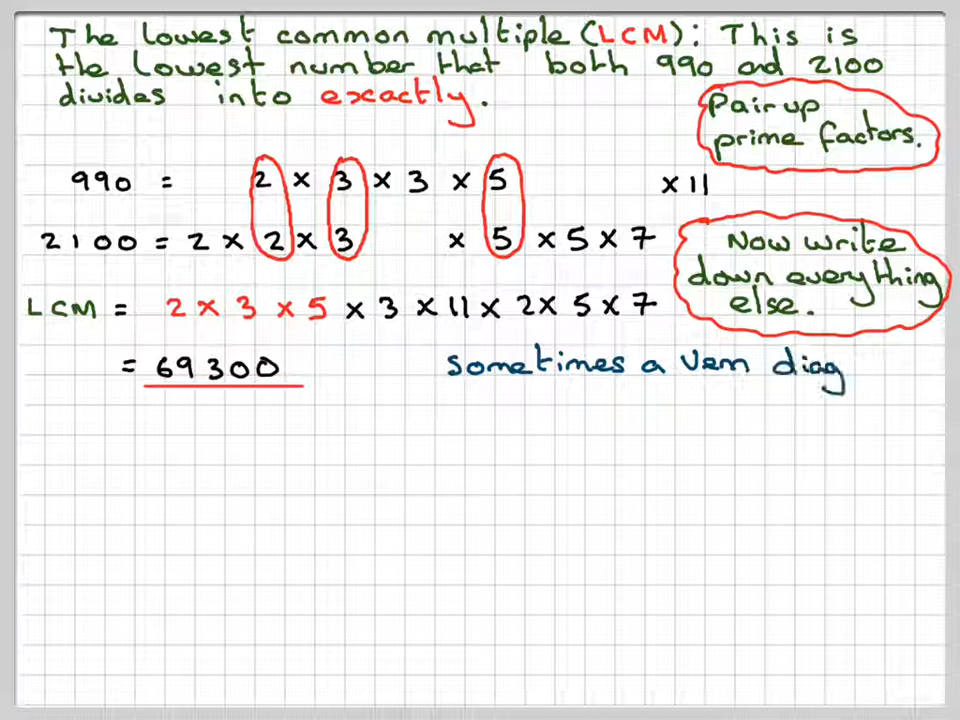 The lowest common multiple (LCM): This is
the lowest number that both 990 ad 2100
divides into exactly.
Pair up
prime factors.
990 = 2 × 3 × 3 × 5 × 11
2100 = 2 × 2 × 3 × 5 × 5 × 7
Now write
down everything
else.
LCM = 2 × 3 × 5 × 3 × 11 × 2 × 5 × 7
= 69300
sometimes a Venn diag